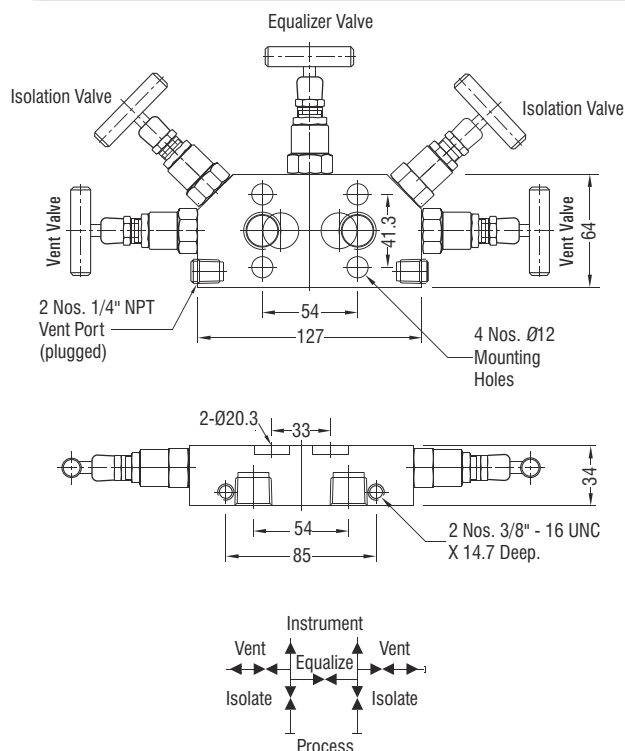 Equalizer Valve
Isolation Valve
Isolation Valve
Vent Valve
Vent Valve
41.3
64
2 Nos. 1/4" NPT
Vent Port
(plugged)
54
127
4 Nos. Ø12
Mounting
Holes
2-Ø20.3
33
34
54
85
2 Nos. 3/8" - 16 UNC
X 14.7 Deep.
Instrument
Vent
Vent
Equalize
Isolate
Isolate
Process